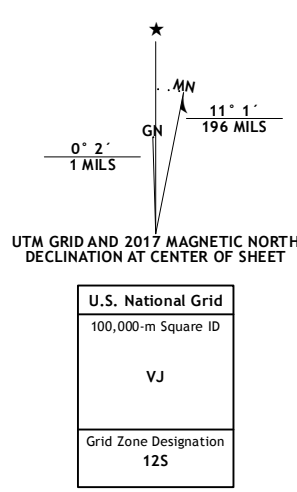 ★
MN
11° 1´
196 MILS
GN
0° 2´
1 MILS
UTM GRID AND 2017 MAGNETIC NORTH
DECLINATION AT CENTER OF SHEET
U.S. National Grid
100,000-m Square ID
VJ
Grid Zone Designation
12S